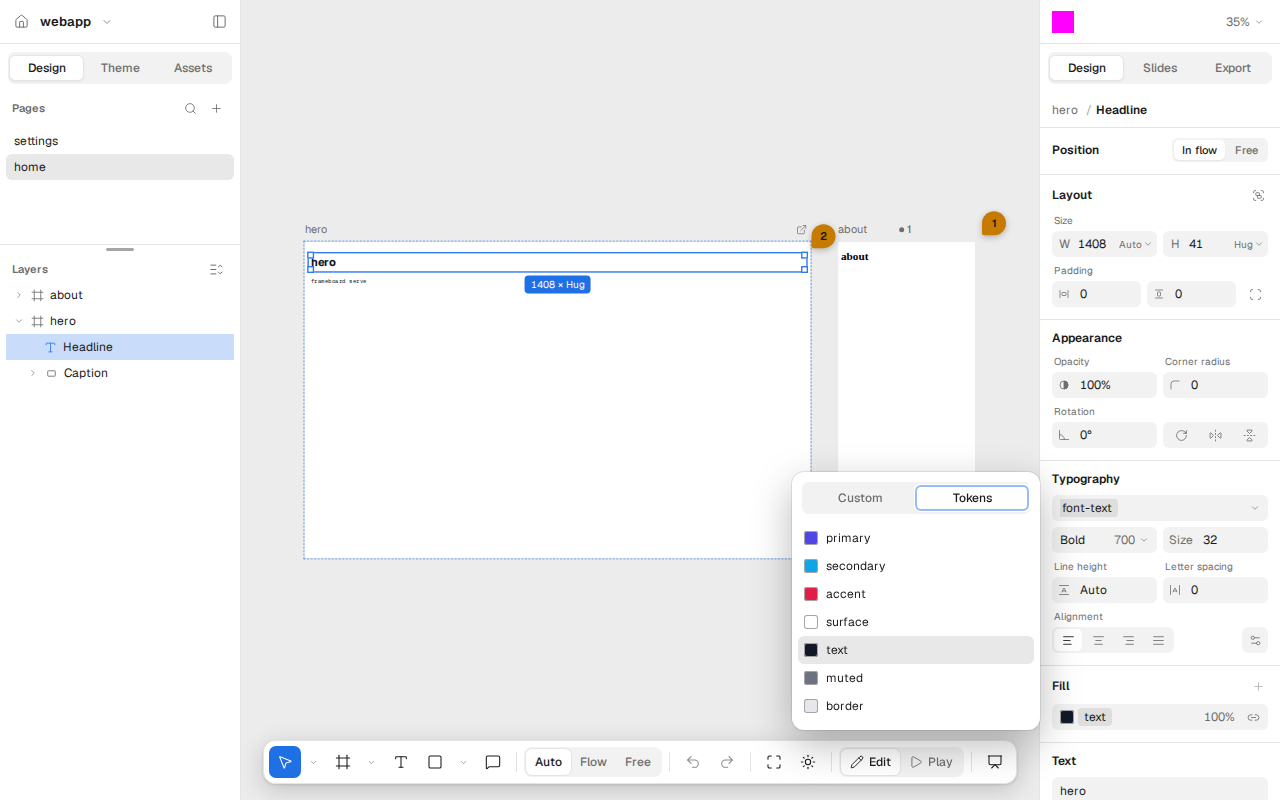 webapp
35%
Design Theme Assets
Design Slides Export
Pages
settings
home
Layers
about
hero
Headline
Caption
hero
2
about
1
1
hero
frameboard serve
1408 × Hug
about
Custom Tokens
primary
secondary
accent
surface
text
muted
border
Auto Flow Free
Edit Play
hero / Headline
Position In flow Free
Layout
Size
W 1408 Auto H 41 Hug
Padding
0 0
Appearance
Opacity Corner radius
100% 0
Rotation
0°
Typography
font-text
Bold 700 Size 32
Line height Letter spacing
Auto 0
Alignment
Fill
text 100%
Text
hero